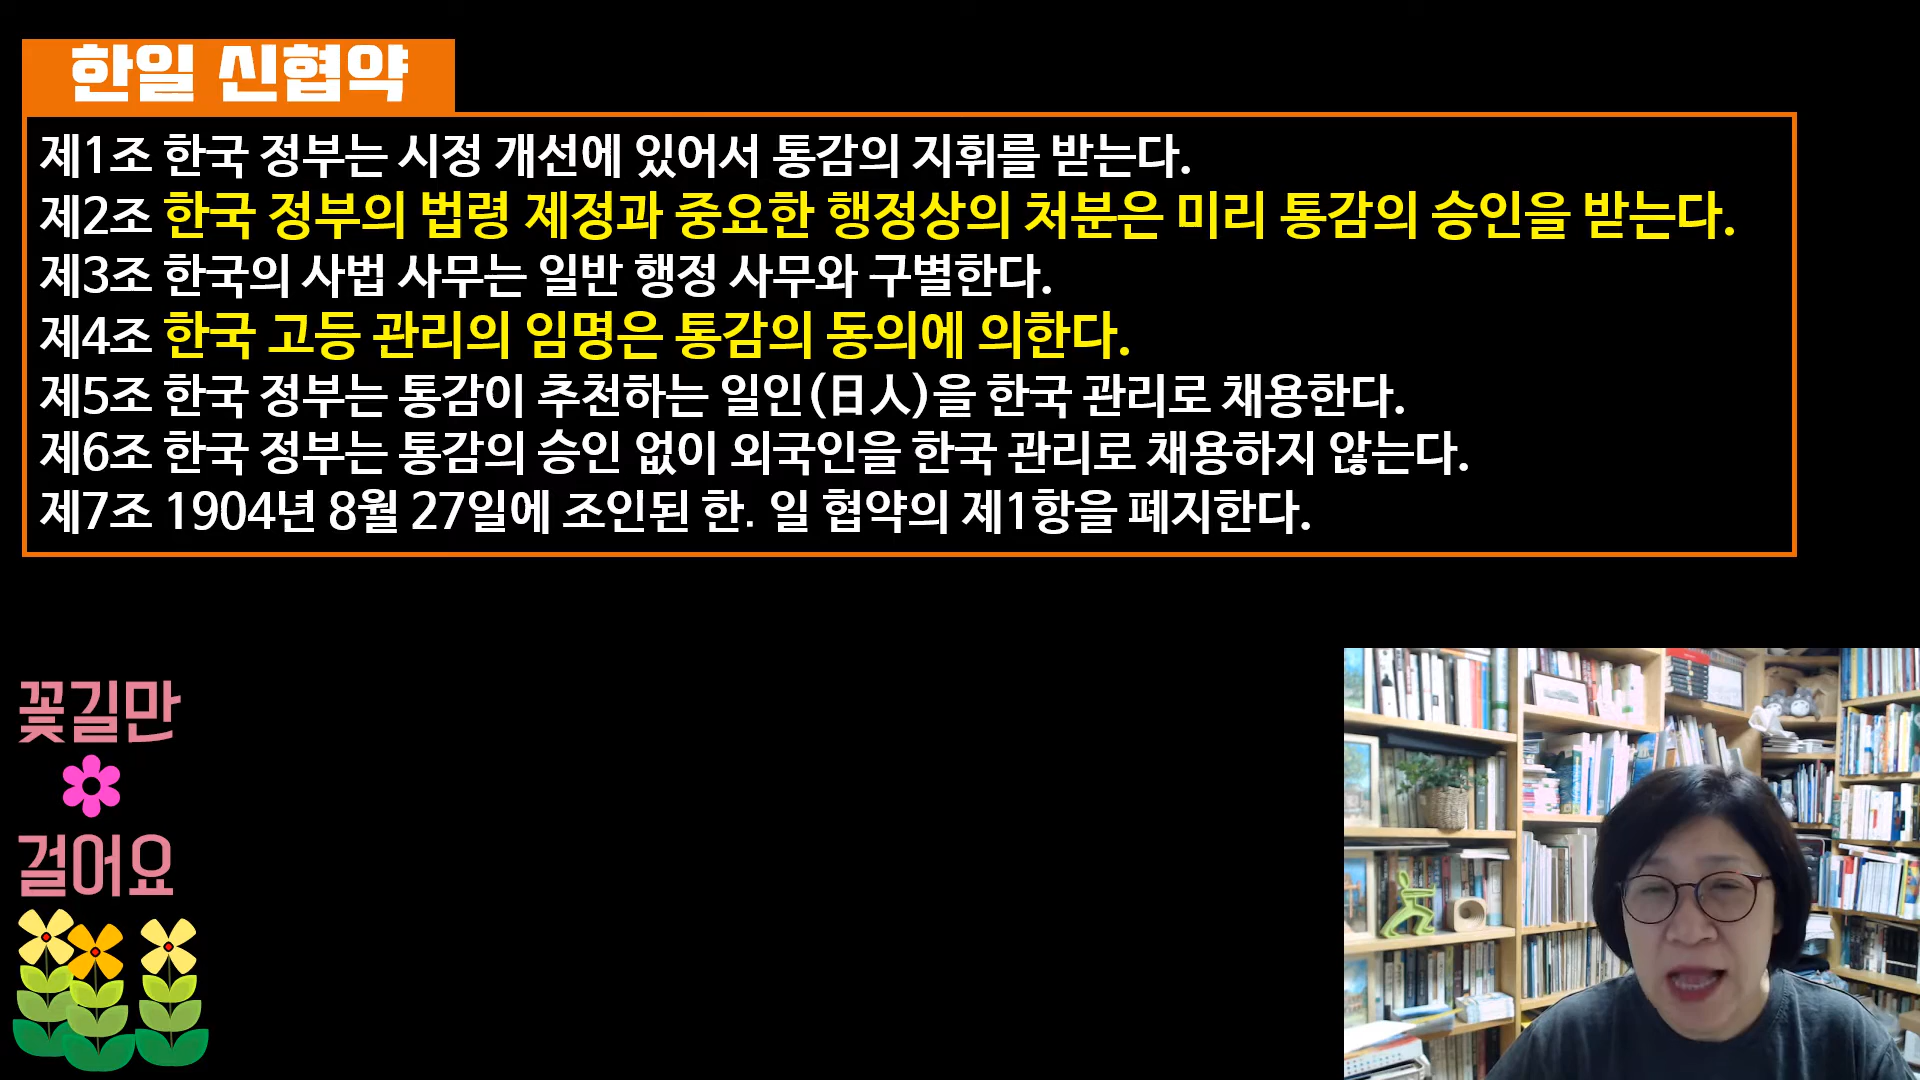 한일 신협약
제1조 한국 정부는 시정 개선에 있어서 통감의 지휘를 받는다.
제2조 한국 정부의 법령 제정과 중요한 행정상의 처분은 미리 통감의 승인을 받는다.
제3조 한국의 사법 사무는 일반 행정 사무와 구별한다.
제4조 한국 고등 관리의 임명은 통감의 동의에 의한다.
제5조 한국 정부는 통감이 추천하는 일인(日人)을 한국 관리로 채용한다.
제6조 한국 정부는 통감의 승인 없이 외국인을 한국 관리로 채용하지 않는다.
제7조 1904년 8월 27일에 조인된 한. 일 협약의 제1항을 폐지한다.
꽃길만
걸어요